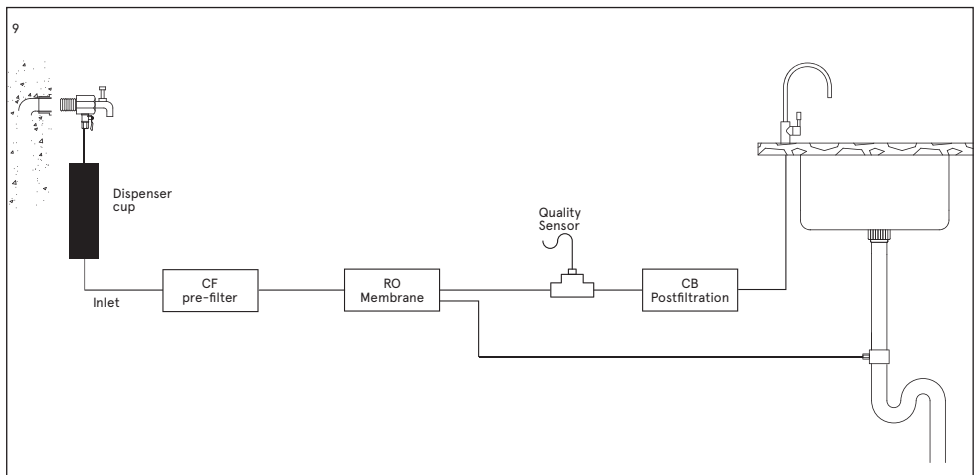 9
Dispenser
cup
Inlet
CF
pre-filter
RO
Membrane
Quality
Sensor
CB
Postfiltration